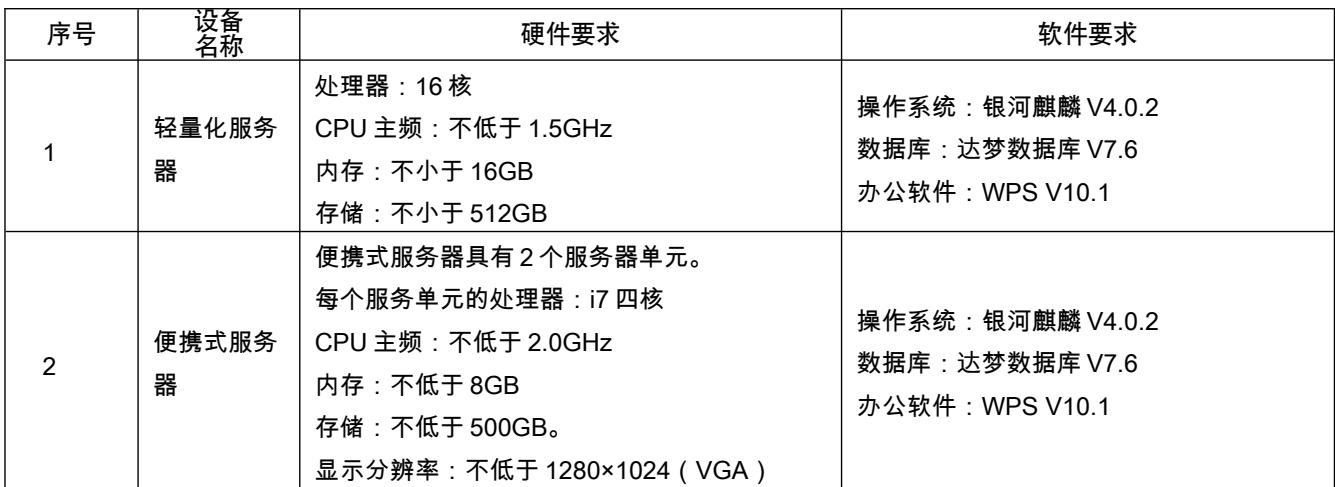 序号
设备
名称
硬件要求
软件要求
1
轻量化服务
器
处理器：16 核
CPU 主频：不低于 1.5GHz
内存：不小于 16GB
存储：不小于 512GB
操作系统：银河麒麟 V4.0.2
数据库：达梦数据库 V7.6
办公软件：WPS V10.1
2
便携式服务
器
便携式服务器具有 2 个服务器单元。
每个服务单元的处理器：i7 四核
CPU 主频：不低于 2.0GHz
内存：不低于 8GB
存储：不低于 500GB。
显示分辨率：不低于 1280×1024（VGA）
操作系统：银河麒麟 V4.0.2
数据库：达梦数据库 V7.6
办公软件：WPS V10.1